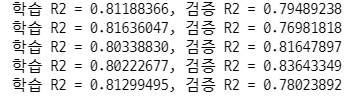 학습 R2 = 0.81188366, 검증 R2 = 0.79489238
학습 R2 = 0.81636047, 검증 R2 = 0.76981818
학습 R2 = 0.80338830, 검증 R2 = 0.81647897
학습 R2 = 0.80222677, 검증 R2 = 0.83643349
학습 R2 = 0.81299495, 검증 R2 = 0.78023892